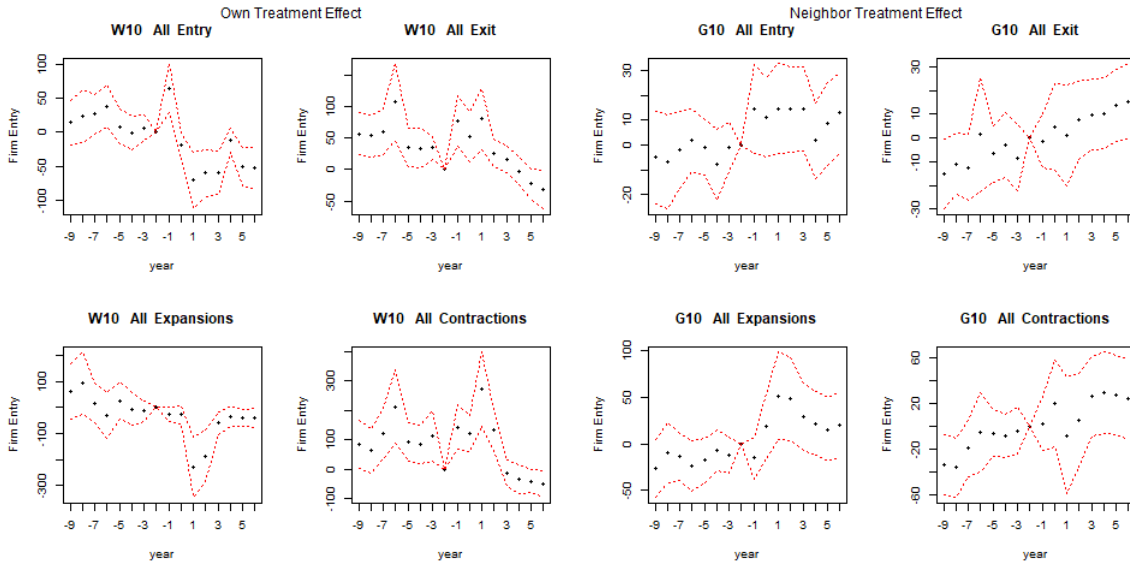 Own Treatment Effect
Neighbor Treatment Effect
W10 All Entry
W10 All Exit
G10 All Entry
G10 All Exit
Firm Entry
100
50
0
-50
-100
-9 -7 -5 -3 -1 1 3 5
year
Firm Entry
100
50
0
-50
-9 -7 -5 -3 -1 1 3 5
year
Firm Entry
30
10
0
-20
-9 -7 -5 -3 -1 1 3 5
year
Firm Entry
30
10
-10
-30
-9 -7 -5 -3 -1 1 3 5
year
W10 All Expansions
W10 All Contractions
G10 All Expansions
G10 All Contractions
Firm Entry
100
-100
-300
-9 -7 -5 -3 -1 1 3 5
year
Firm Entry
300
100
0
-100
-9 -7 -5 -3 -1 1 3 5
year
Firm Entry
100
50
0
-50
-9 -7 -5 -3 -1 1 3 5
year
Firm Entry
60
20
-20
-60
-9 -7 -5 -3 -1 1 3 5
year